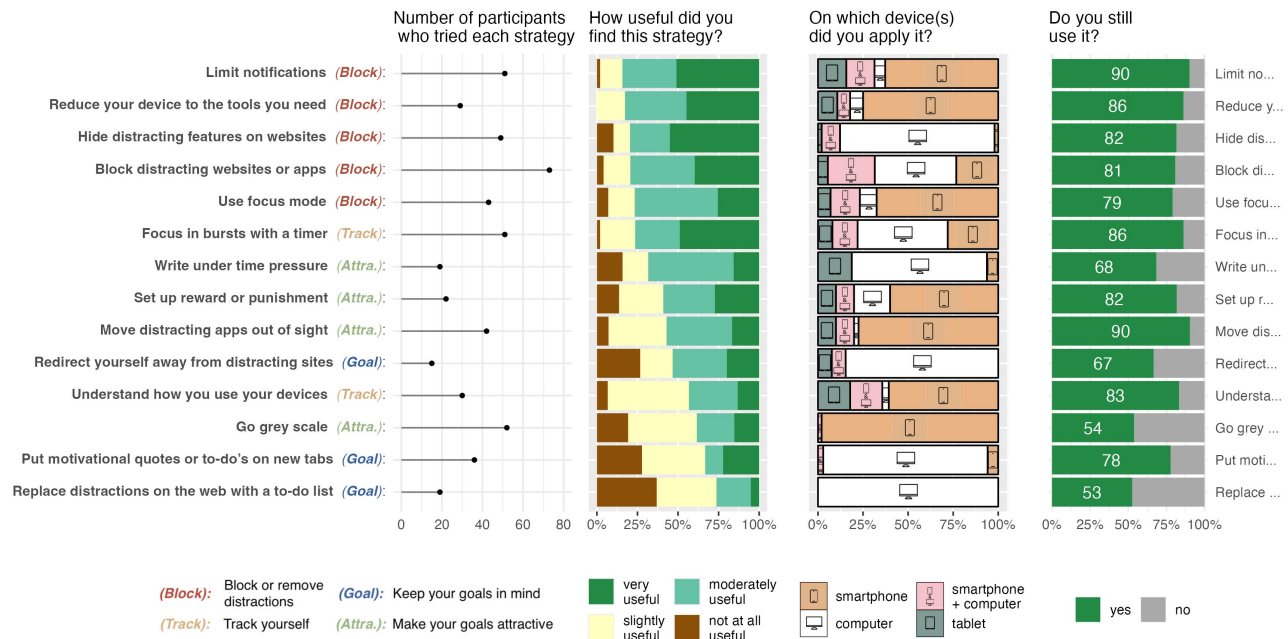 Number of participants
who tried each strategy
How useful did you
find this strategy?
On which device(s)
did you apply it?
Do you still
use it?
Limit notifications (Block): 90 Limit no...
Reduce your device to the tools you need (Block): 86 Reduce y...
Hide distracting features on websites (Block): 82 Hide dis...
Block distracting websites or apps (Block): 81 Block di...
Use focus mode (Block): 79 Use focu...
Focus in bursts with a timer (Track): 86 Focus in...
Write under time pressure (Attra.): 68 Write un...
Set up reward or punishment (Attra.): 82 Set up r...
Move distracting apps out of sight (Attra.): 90 Move dis...
Redirect yourself away from distracting sites (Goal): 67 Redirect...
Understand how you use your devices (Track): 83 Understa...
Go grey scale (Attra.): 54 Go grey ...
Put motivational quotes or to-do's on new tabs (Goal): 78 Put moti...
Replace distractions on the web with a to-do list (Goal): 53 Replace ...
0 20 40 60 80 0% 25% 50% 75% 100% 0% 25% 50% 75% 100% 0% 25% 50% 75% 100%
(Block): Block or remove
distractions
(Goal): Keep your goals in mind
(Track): Track yourself
(Attra.): Make your goals attractive
very
useful
moderately
useful
slightly
useful
not at all
useful
smartphone
smartphone
+ computer
computer
tablet
&
yes
no